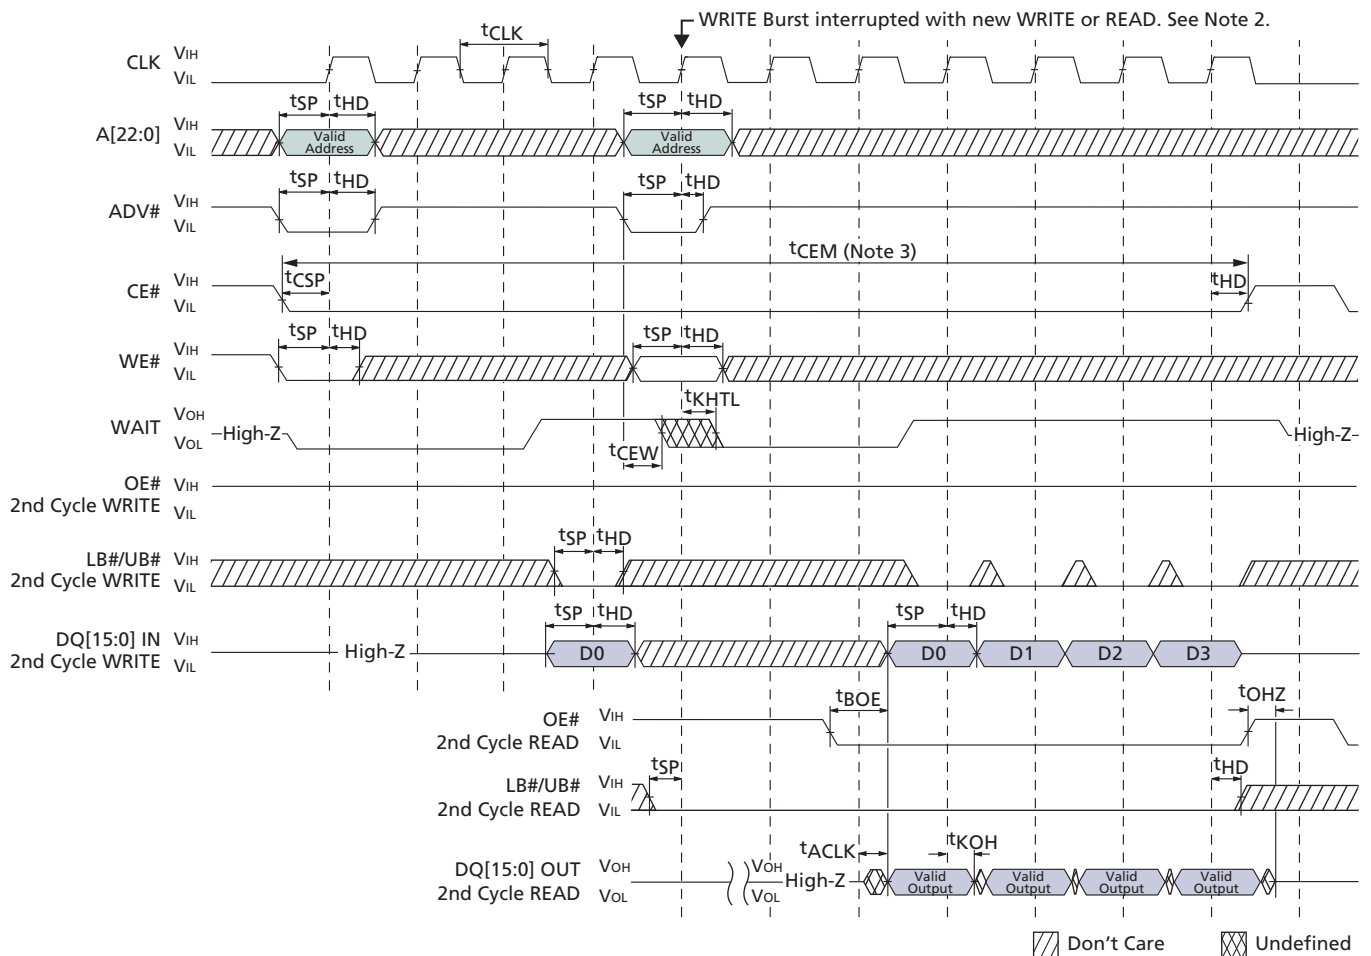 WRITE Burst interrupted with new WRITE or READ. See Note 2.
tCLK
CLK VIH
VIL
tSP tHD tSP tHD
A[22:0] VIH
VIL
Valid Address Valid Address
tSP tHD tSP tHD
ADV# VIH
VIL
tCEM (Note 3)
CE# VIH
VIL
tCSP tHD
tSP tHD tSP tHD
WE# VIH
VIL
tKHTL
WAIT VOH
VOL
High-Z High-Z
tCEW
OE# VIH
2nd Cycle WRITE VIL
tSP tHD
LB#/UB# VIH
2nd Cycle WRITE VIL
tSP tHD tSP tHD
DQ[15:0] IN VIH
2nd Cycle WRITE VIL
High-Z D0 D0 D1 D2 D3
tBOE tOHZ
OE# VIH
2nd Cycle READ VIL
tSP tHD
LB#/UB# VIH
2nd Cycle READ VIL
tACLK tKOH
DQ[15:0] OUT VOH VOH
2nd Cycle READ VOL VOL
High-Z Valid Output Valid Output Valid Output Valid Output
Don't Care Undefined